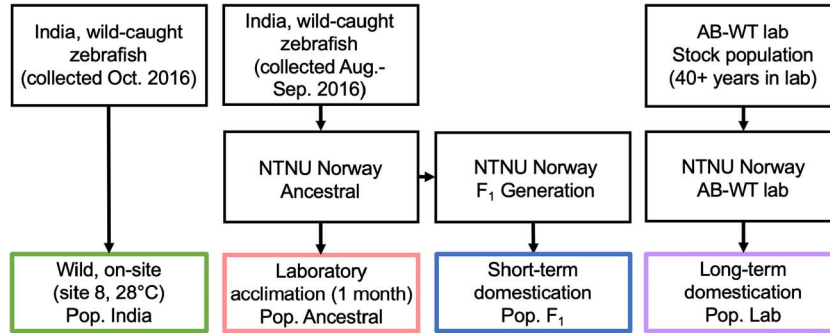 India, wild-caught
zebrafish
(collected Oct. 2016)
India, wild-caught
zebrafish
(collected Aug.-
Sep. 2016)
AB-WT lab
Stock population
(40+ years in lab)
NTNU Norway
Ancestral
NTNU Norway
F₁ Generation
NTNU Norway
AB-WT lab
Wild, on-site
(site 8, 28°C)
Pop. India
Laboratory
acclimation (1 month)
Pop. Ancestral
Short-term
domestication
Pop. F₁
Long-term
domestication
Pop. Lab